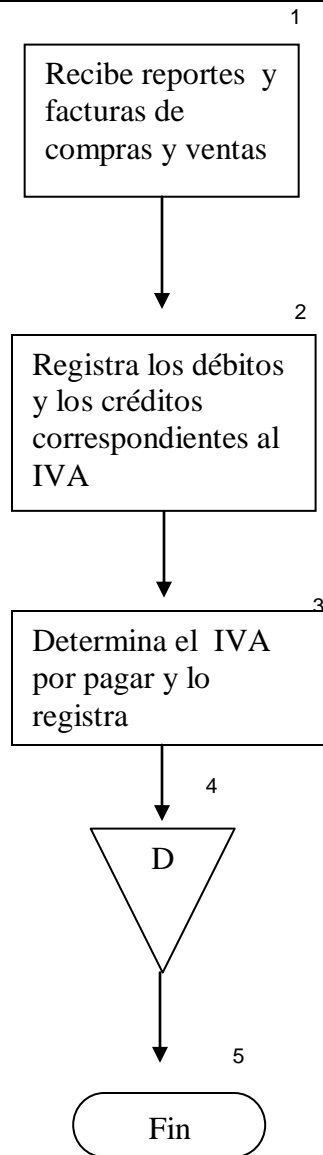 1
Recibe reportes y
facturas de
compras y ventas
2
Registra los débitos
y los créditos
correspondientes al
IVA
3
Determina el IVA
por pagar y lo
registra
4
D
5
Fin